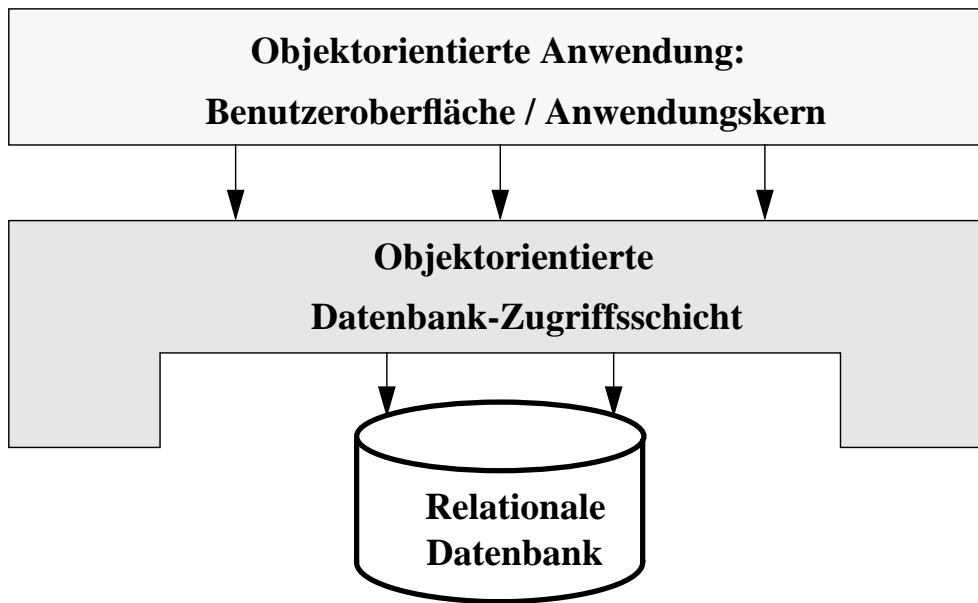 Objektorientierte Anwendung:
Benutzeroberfläche / Anwendungskern
Objektorientierte
Datenbank-Zugriffsschicht
Relationale
Datenbank